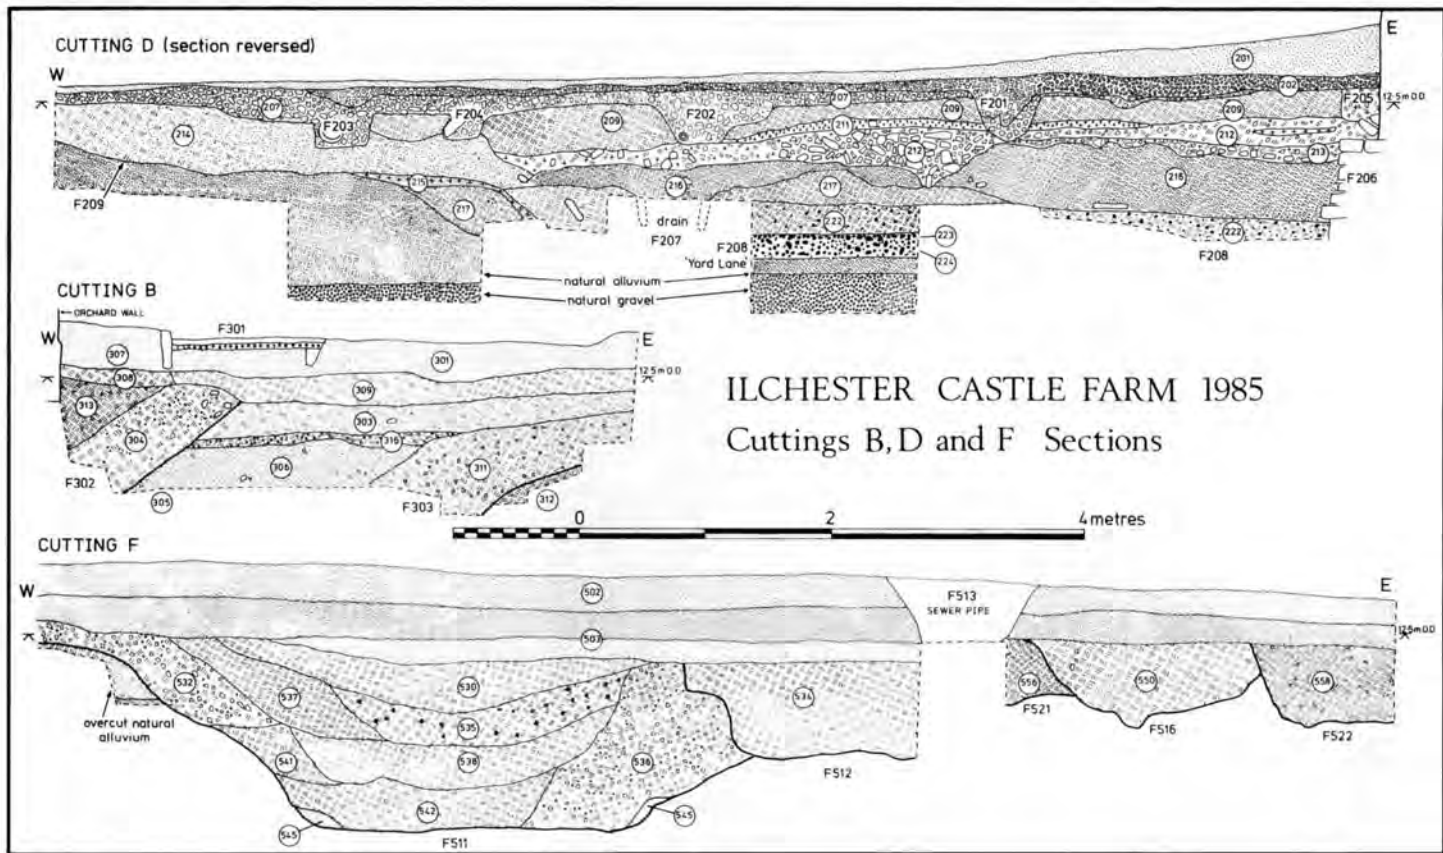 CUTTING D (section reversed)
W
E
201
202
207
F203
F204
F202
207
209
F201
209
F205
12·5m O.D.
214
209
211
212
212
213
F206
F209
215
217
216
drain
F207
217
216
222
223
224
F208
'Yard Lane'
222
F208
natural alluvium
natural gravel
CUTTING B
ORCHARD WALL
W
E
F301
307
301
308
309
12·5m O.D.
313
303
304
316
306
311
F302
305
F303
312
ILCHESTER CASTLE FARM 1985
Cuttings B, D and F Sections
0 2 4 metres
CUTTING F
W
E
502
F513
SEWER PIPE
503
12·5m O.D.
532
537
530
534
556
550
558
535
F521
F516
F522
overcut natural
alluvium
541
538
536
F512
542
545
545
F511